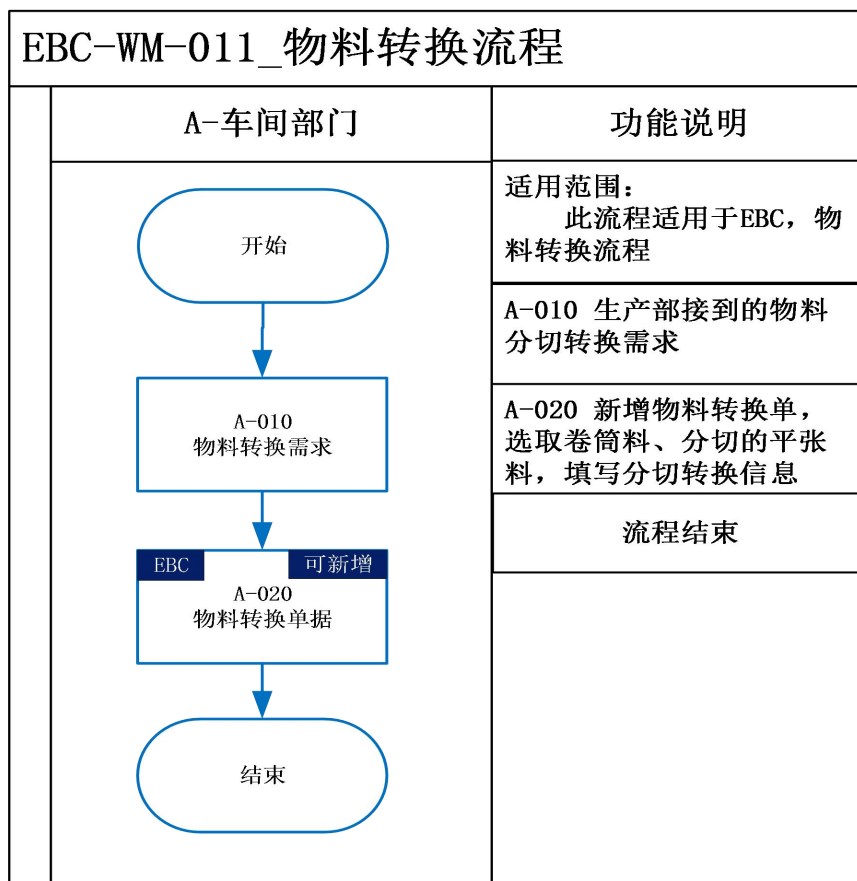 EBC-WM-011_物料转换流程
A-车间部门
功能说明
开始
A-010
物料转换需求
EBC
可新增
A-020
物料转换单据
结束
适用范围：
此流程适用于EBC，物
料转换流程
A-010 生产部接到的物料
分切转换需求
A-020 新增物料转换单，
选取卷筒料、分切的平张
料，填写分切转换信息
流程结束